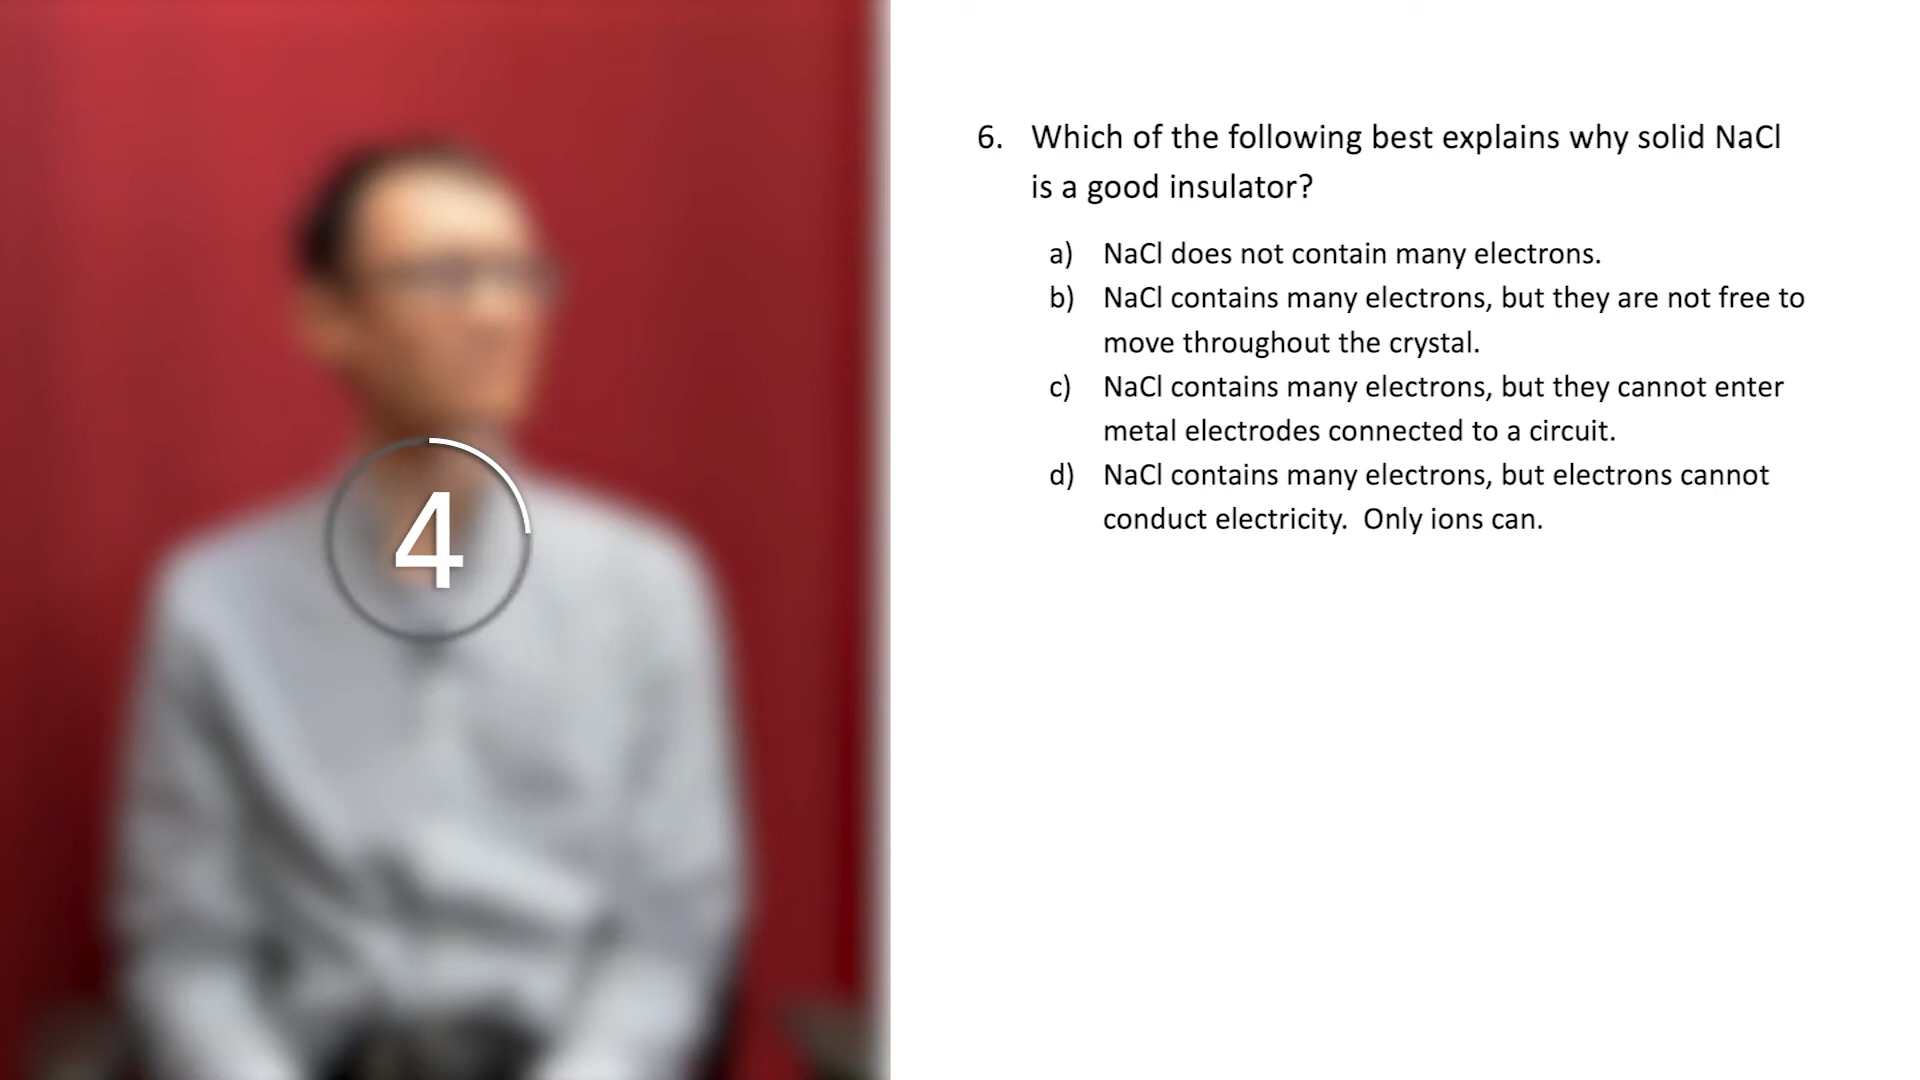 4
6. Which of the following best explains why solid NaCl
is a good insulator?
a) NaCl does not contain many electrons.
b) NaCl contains many electrons, but they are not free to
move throughout the crystal.
c) NaCl contains many electrons, but they cannot enter
metal electrodes connected to a circuit.
d) NaCl contains many electrons, but electrons cannot
conduct electricity. Only ions can.